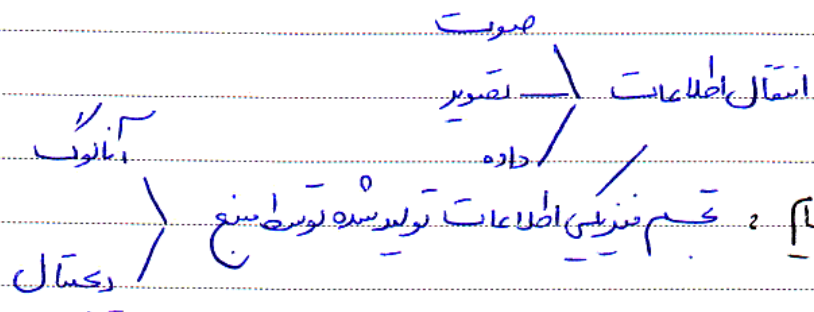 صوت
انتقال اطلاعات
تصویر
داده
: تجسم فیزیکی اطلاعات تولید شده توسط منبع
آنالوگ
دیجیتال